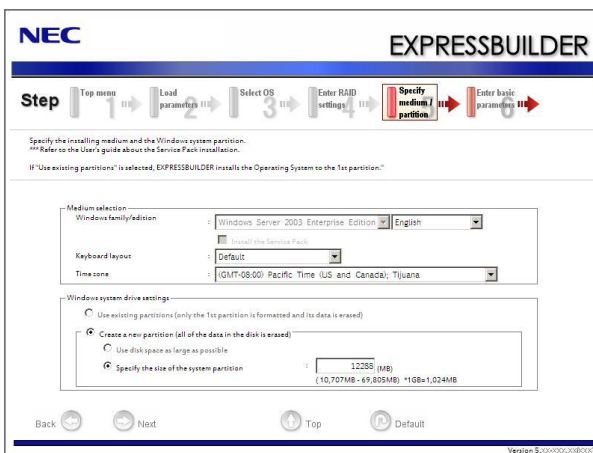 NEC
EXPRESSBUILDER
Step
Top menu 1
Load parameters 2
Select OS 3
Enter RAID settings 4
Specify medium / partition 5
Enter basic parameters 6
Specify the installing medium and the Windows system partition.
*** Refer to the User's guide about the Service Pack installation.
If "Use existing partitions" is selected, EXPRESSBUILDER installs the Operating System to the 1st partition."
Medium selection
Windows family/edition : Windows Server 2003 Enterprise Edition English
Install the Service Pack
Keyboard layout : Default
Time zone : (GMT-08:00) Pacific Time (US and Canada); Tijuana
Windows system drive settings
Use existing partitions (only the 1st partition is formatted and its data is erased)
Create a new partition (all of the data in the disk is erased)
Use disk space as large as possible
Specify the size of the system partition : 12288 (MB)
(10,707MB - 69,805MB) *1GB=1,024MB
Back Next Top Default
Version 5.